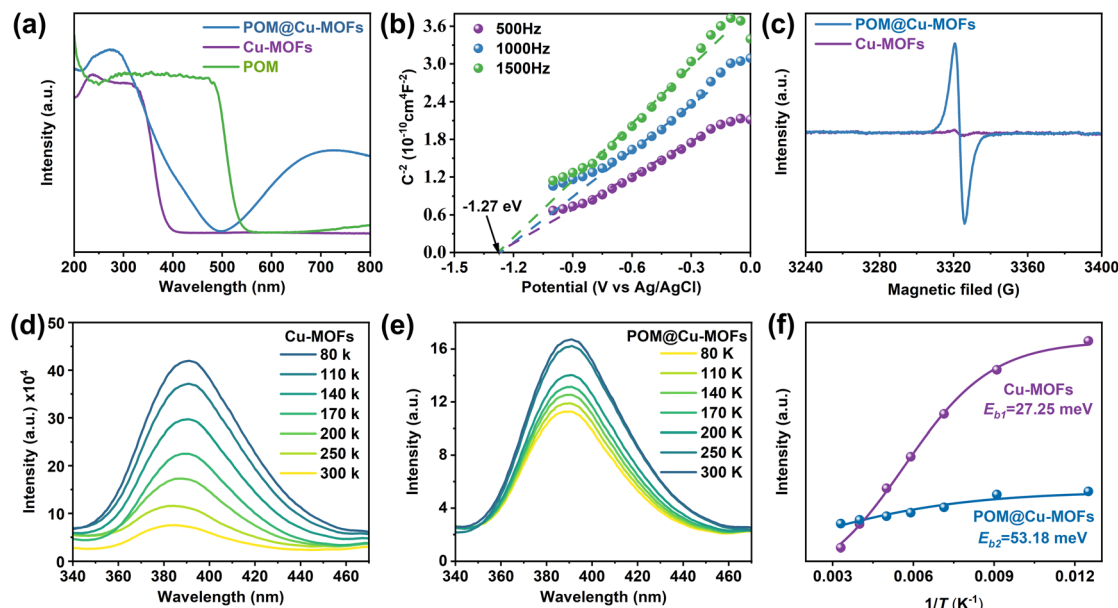 (a)
POM@Cu-MOFs
Cu-MOFs
POM
Intensity (a.u.)
200 300 400 500 600 700 800
Wavelength (nm)
(b)
500Hz
1000Hz
1500Hz
C⁻² (10⁻¹⁰cm⁴F⁻²)
3.6
3.0
2.4
1.8
1.2
0.6
0.0
-1.27 eV
-1.5 -1.2 -0.9 -0.6 -0.3 0.0
Potential (V vs Ag/AgCl)
(c)
POM@Cu-MOFs
Cu-MOFs
Intensity (a.u.)
3240 3280 3320 3360 3400
Magnetic filed (G)
(d)
Cu-MOFs
80 k
110 k
140 k
170 k
200 k
250 k
300 k
Intensity (a.u.) x10⁴
50
40
30
20
10
0
340 360 380 400 420 440 460
Wavelength (nm)
(e)
POM@Cu-MOFs
80 K
110 K
140 K
170 K
200 K
250 K
300 K
Intensity (a.u.)
16
12
8
4
0
340 360 380 400 420 440 460
Wavelength (nm)
(f)
Cu-MOFs
E_b1=27.25 meV
POM@Cu-MOFs
E_b2=53.18 meV
Intensity (a.u.)
0.003 0.006 0.009 0.012
1/T (K⁻¹)